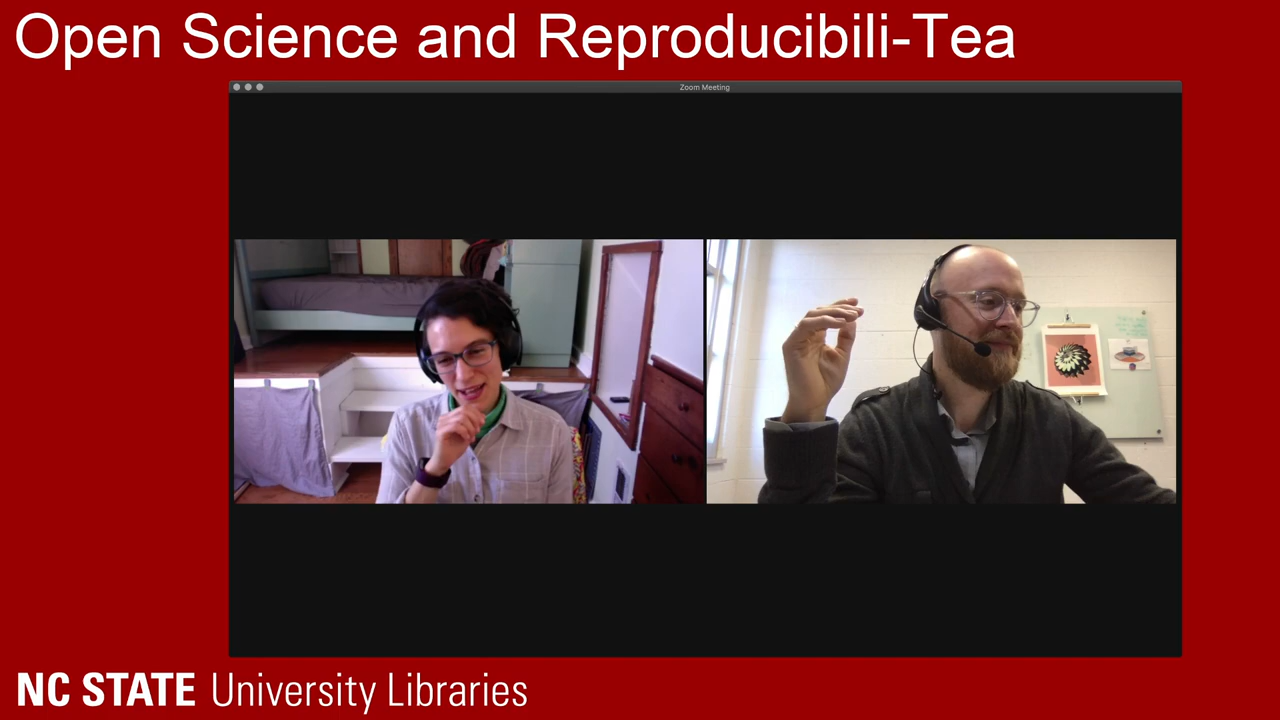 Open Science and Reproducibili-Tea
Zoom Meeting
NC STATE University Libraries